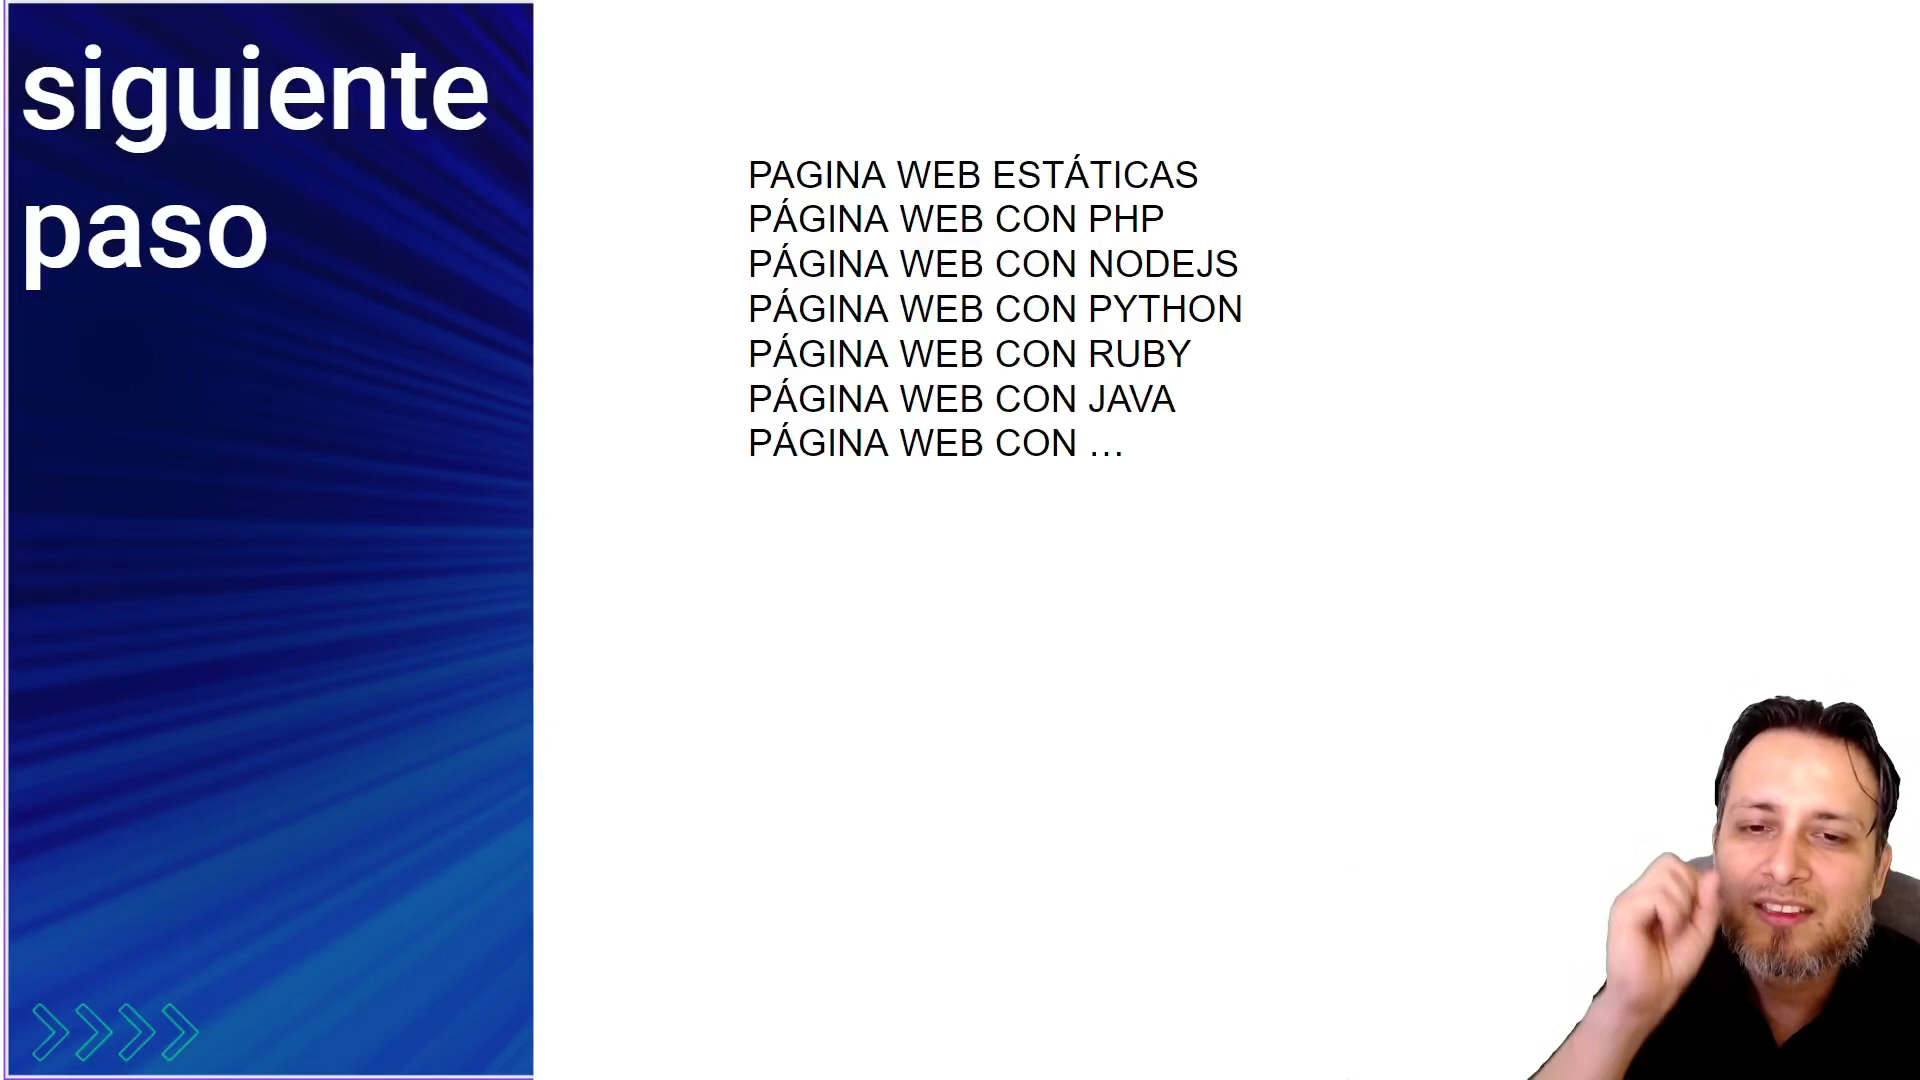 siguiente
paso
PAGINA WEB ESTÁTICAS
PÁGINA WEB CON PHP
PÁGINA WEB CON NODEJS
PÁGINA WEB CON PYTHON
PÁGINA WEB CON RUBY
PÁGINA WEB CON JAVA
PÁGINA WEB CON …